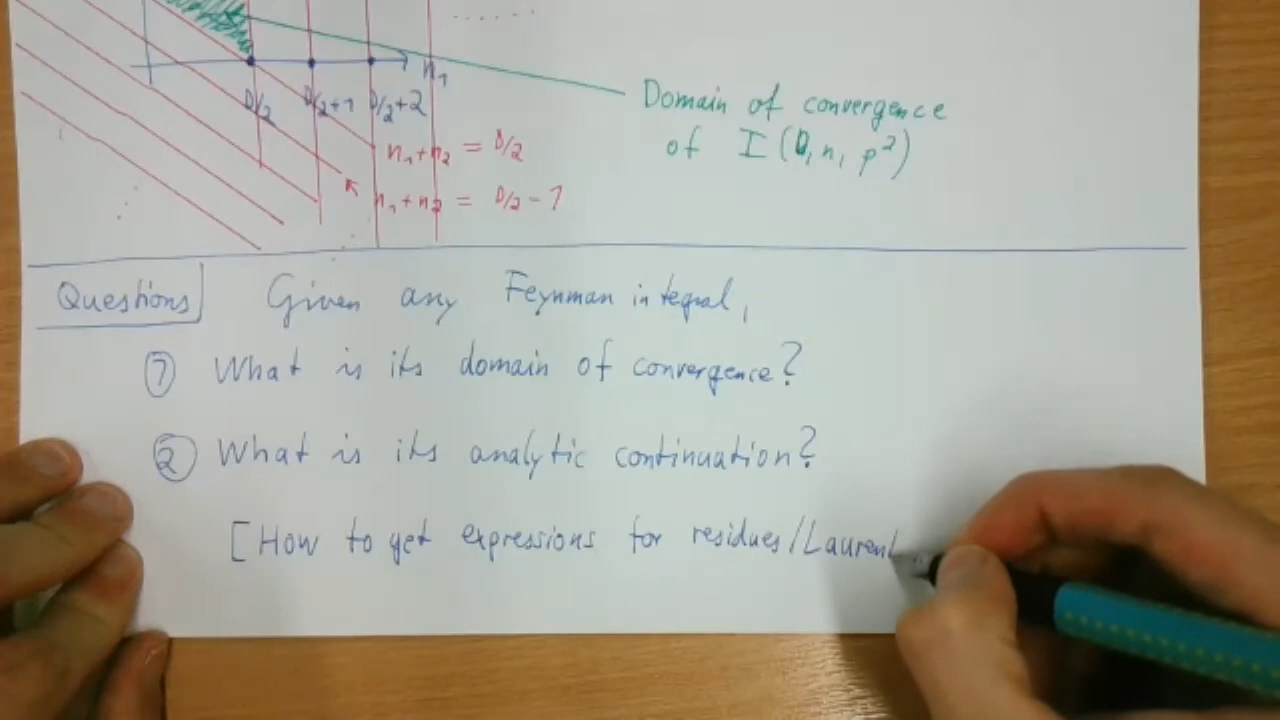 n₁
D/2 D/2+1 D/2+2
Domain of convergence
of I(D, n, p²)
n₁+n₂ = D/2
n₁+n₂ = D/2-1
Questions Given any Feynman integral,
① What is its domain of convergence?
② What is its analytic continuation?
[How to get expressions for residues/Laurent